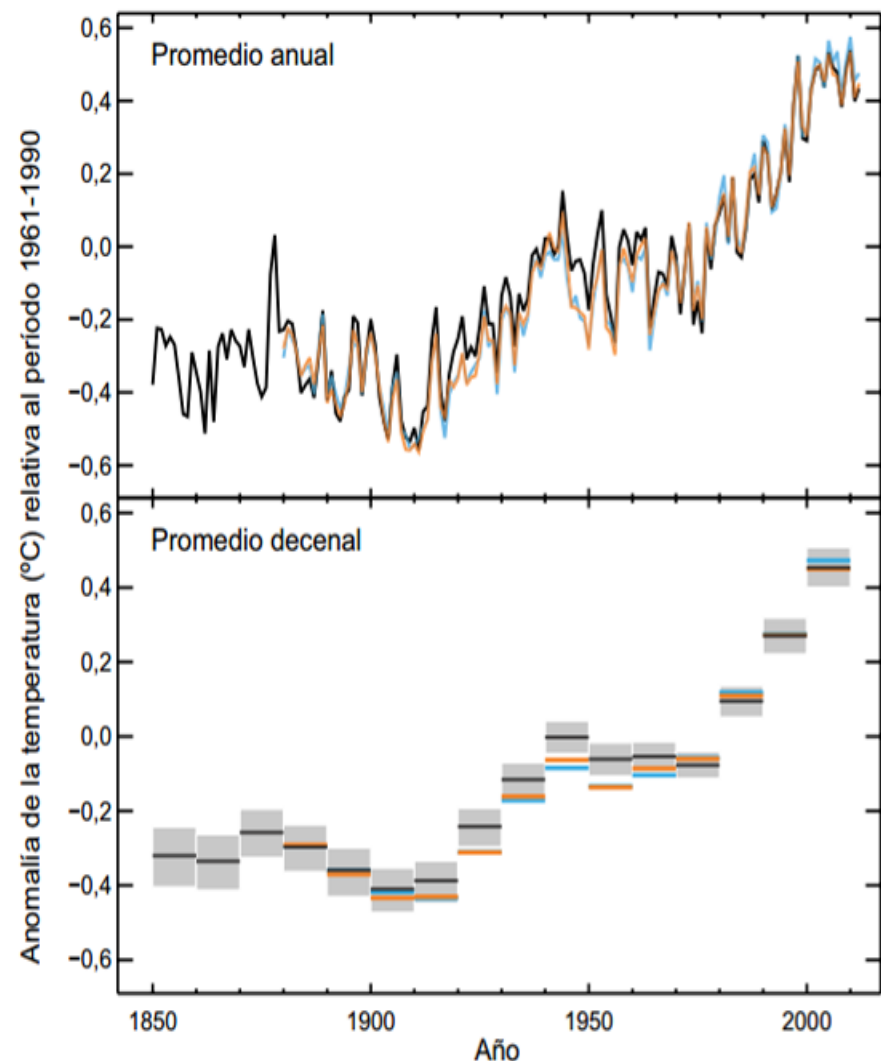 Anomalía de la temperatura (ºC) relativa al período 1961-1990
Promedio anual
0,6
0,4
0,2
0,0
−0,2
−0,4
−0,6
Promedio decenal
0,6
0,4
0,2
0,0
−0,2
−0,4
−0,6
1850 1900 1950 2000
Año